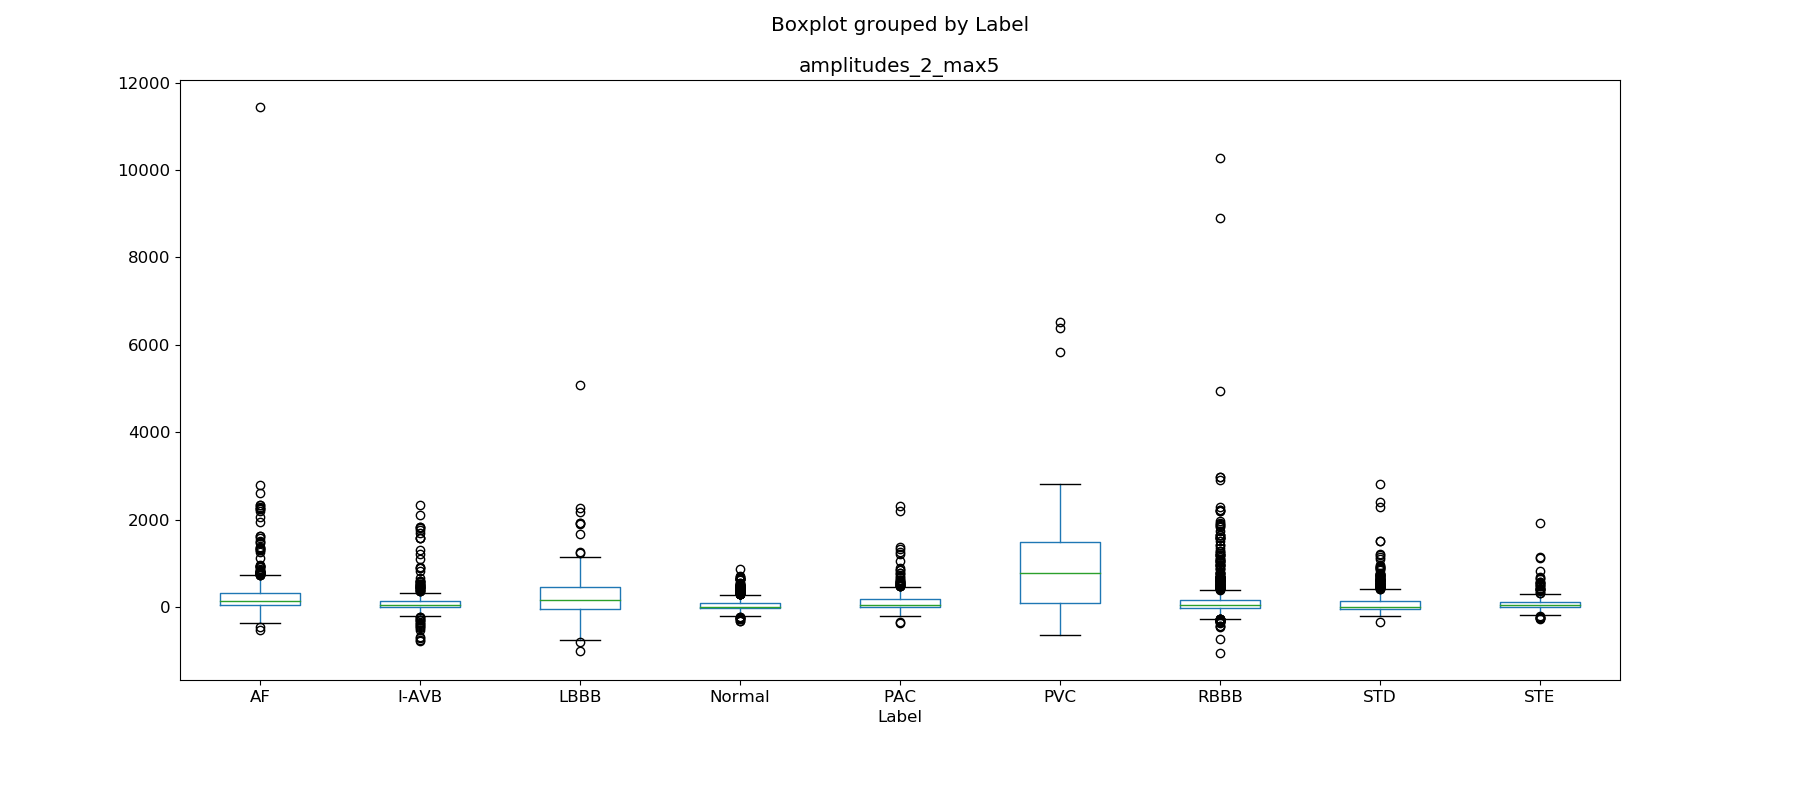 Boxplot grouped by Label
amplitudes_2_max5
12000
10000
8000
6000
4000
2000
0
AF I-AVB LBBB Normal PAC PVC RBBB STD STE
Label